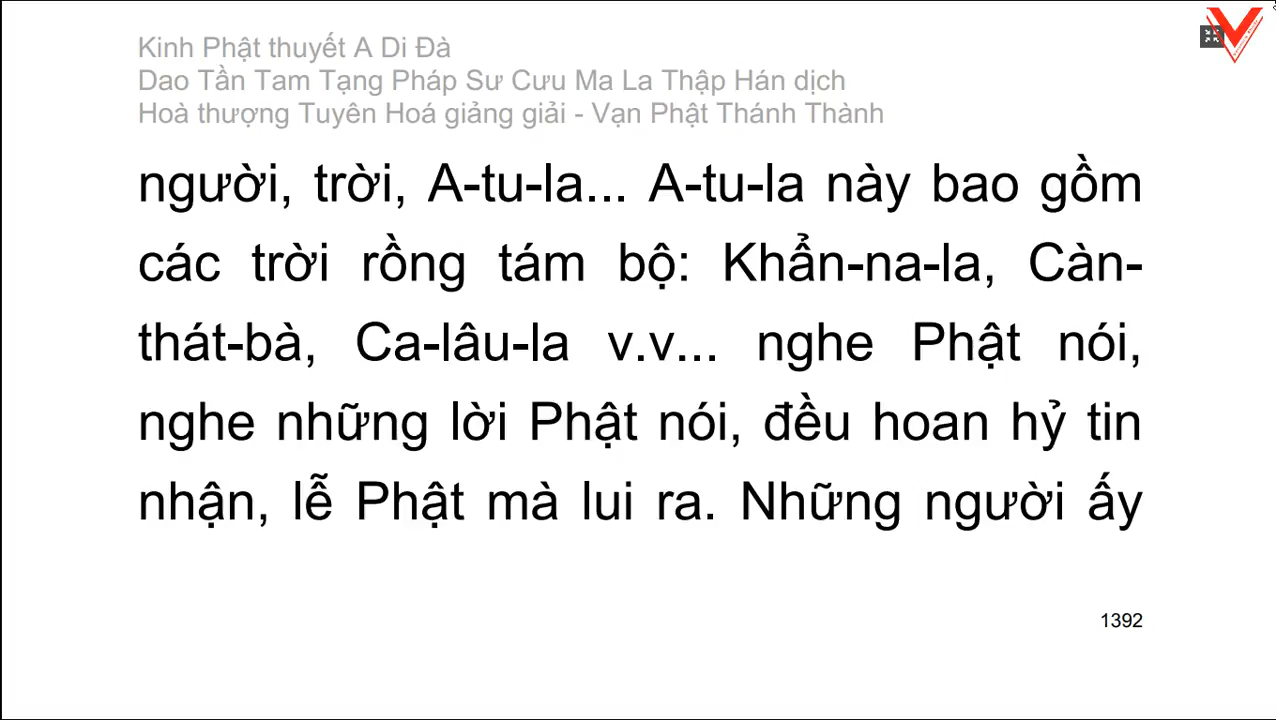 Kinh Phật thuyết A Di Đà
Dao Tần Tam Tạng Pháp Sư Cưu Ma La Thập Hán dịch
Hoà thượng Tuyên Hoá giảng giải - Vạn Phật Thánh Thành
người, trời, A-tu-la... A-tu-la này bao gồm
các trời rồng tám bộ: Khẩn-na-la, Càn-
thát-bà, Ca-lâu-la v.v... nghe Phật nói,
nghe những lời Phật nói, đều hoan hỷ tin
nhận, lễ Phật mà lui ra. Những người ấy
1392